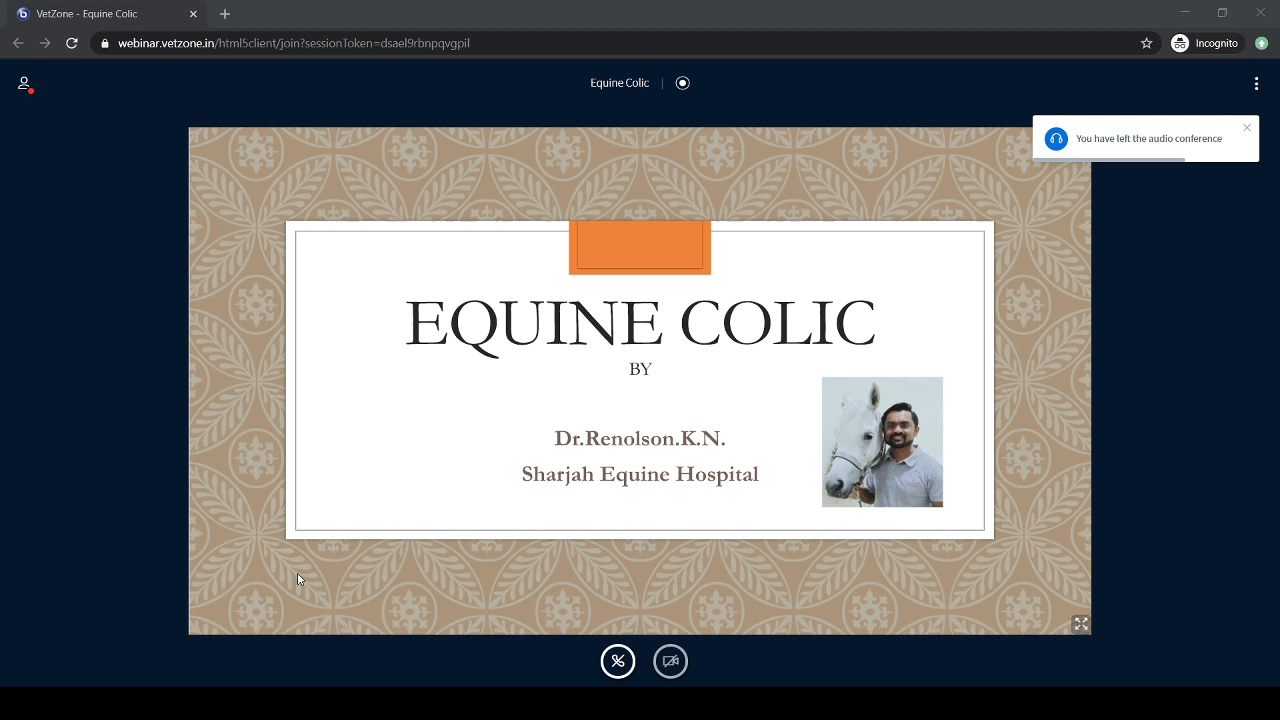 VetZone - Equine Colic
webinar.vetzone.in/html5client/join?sessionToken=dsael9rbnpqvgpil
Incognito
Equine Colic
You have left the audio conference
EQUINE COLIC
BY
Dr.Renolson.K.N.
Sharjah Equine Hospital